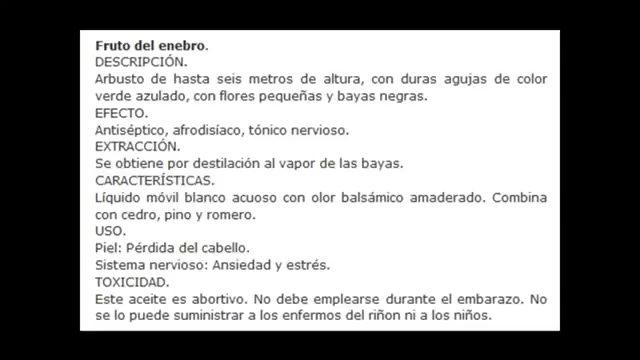 Fruto del enebro.
DESCRIPCIÓN.
Arbusto de hasta seis metros de altura, con duras agujas de color
verde azulado, con flores pequeñas y bayas negras.
EFECTO.
Antiséptico, afrodisíaco, tónico nervioso.
EXTRACCIÓN.
Se obtiene por destilación al vapor de las bayas.
CARACTERÍSTICAS.
Líquido móvil blanco acuoso con olor balsámico amaderado. Combina
con cedro, pino y romero.
USO.
Piel: Pérdida del cabello.
Sistema nervioso: Ansiedad y estrés.
TOXICIDAD.
Este aceite es abortivo. No debe emplearse durante el embarazo. No
se lo puede suministrar a los enfermos del riñon ni a los niños.